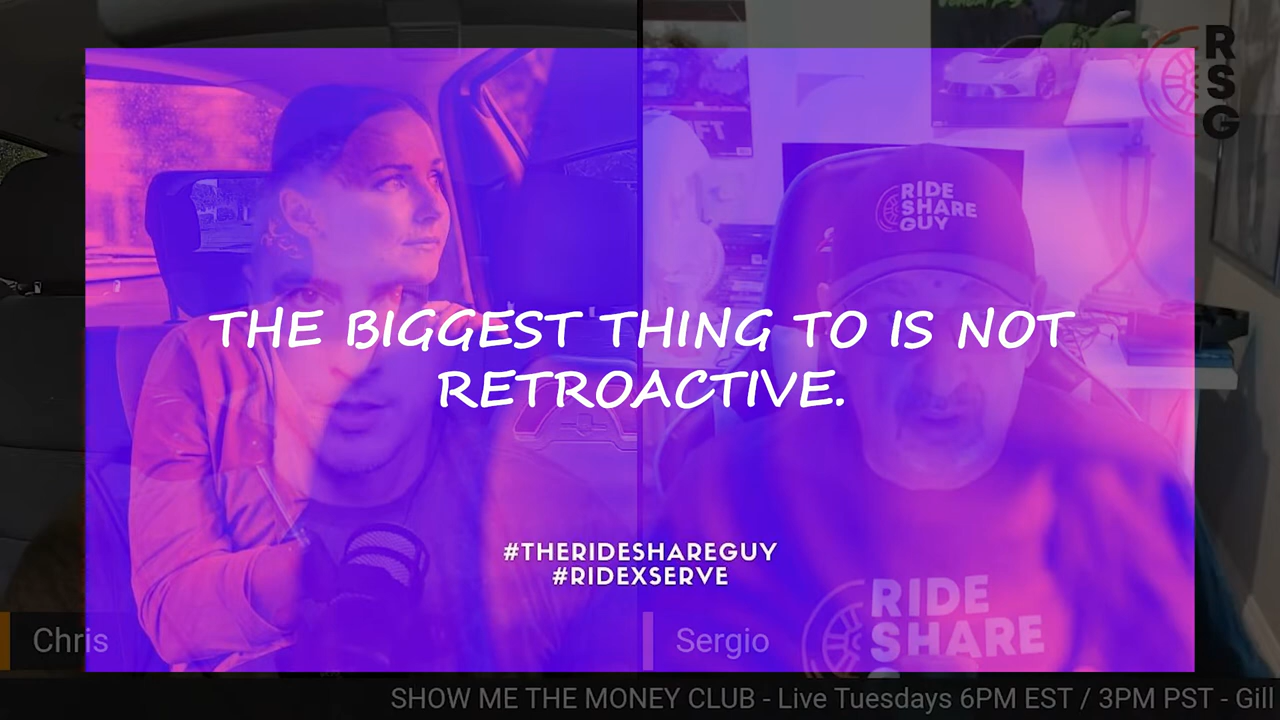 R
S
G
FT
RIDE
SHARE
GUY
THE BIGGEST THING TO IS NOT
RETROACTIVE.
#THERIDESHAREGUY
#RIDEXSERVE
RIDE
SHARE
Chris
Sergio
SHOW ME THE MONEY CLUB - Live Tuesdays 6PM EST / 3PM PST - Gill